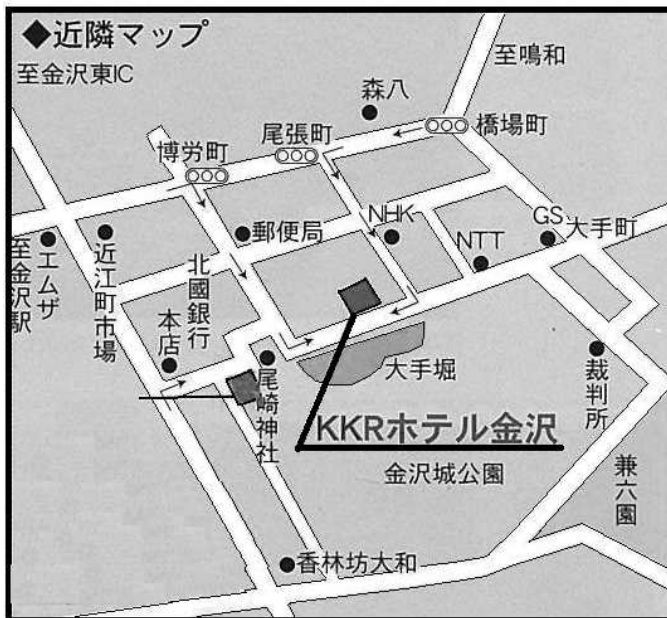 ◆近隣マップ
至金沢東IC
至鳴和
森八
橋場町
尾張町
博労町
NHK
GS
大手町
郵便局
NTT
至金沢駅
エムザ
近江町市場
北國銀行
本店
尾崎神社
大手堀
裁判所
KKRホテル金沢
金沢城公園
兼六園
香林坊大和